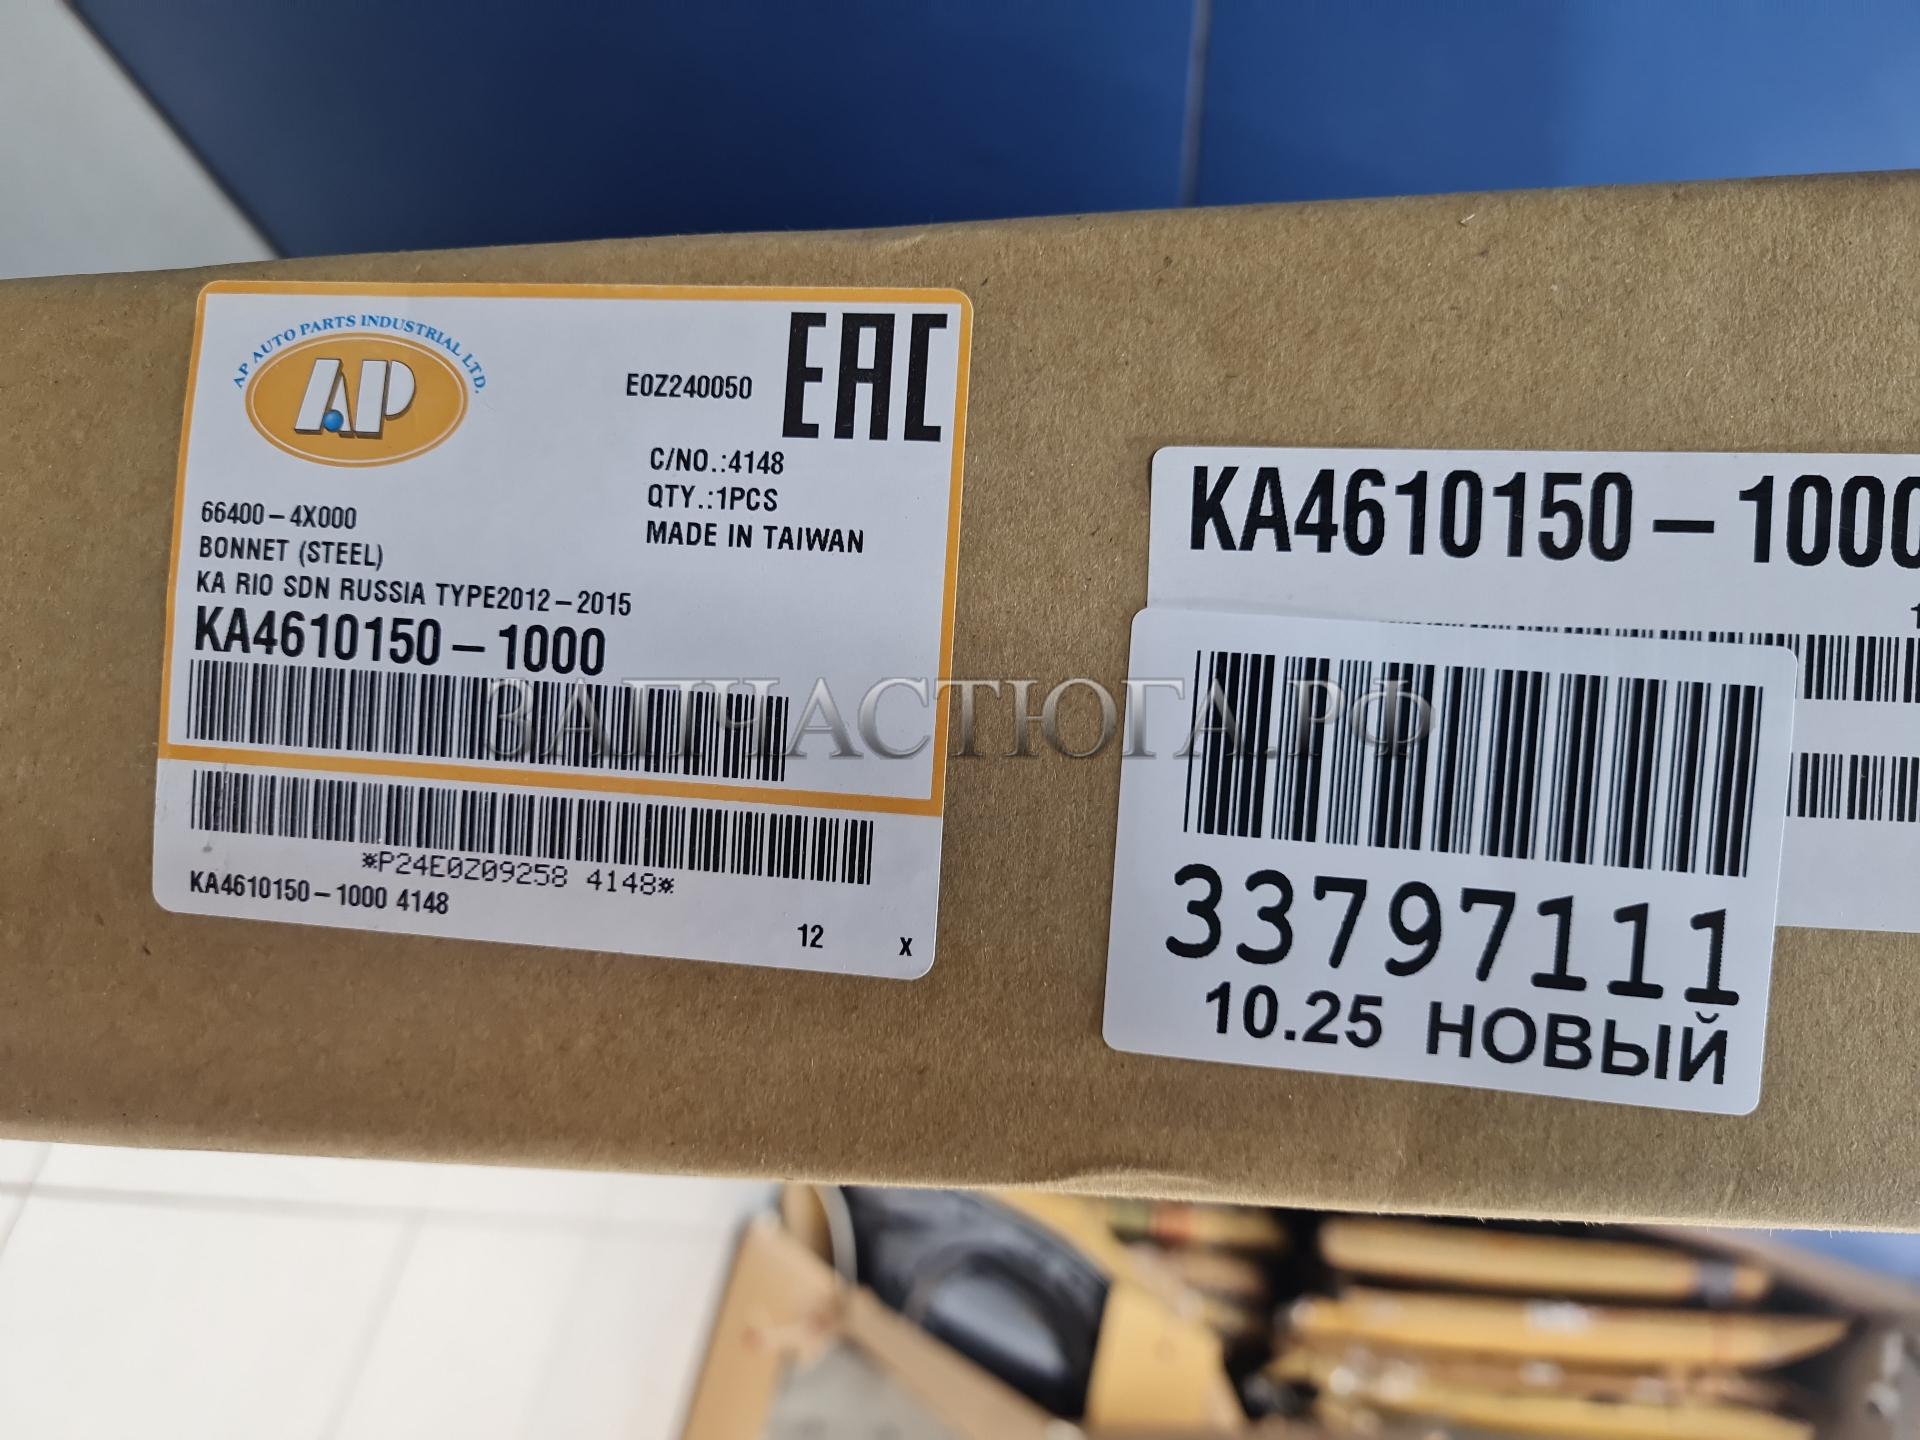 AP AUTO PARTS INDUSTRIAL LTD.
AP
E0Z240050
EAC
C/NO.:4148
QTY.:1PCS
MADE IN TAIWAN
66400-4X000
BONNET (STEEL)
KA RIO SDN RUSSIA TYPE2012-2015
KA4610150-1000
*P24E0Z09258 4148*
KA4610150-1000 4148
12 x
KA4610150-1000
33797111
10.25 НОВЫЙ
ЗАПЧАСТЮГА.РФ